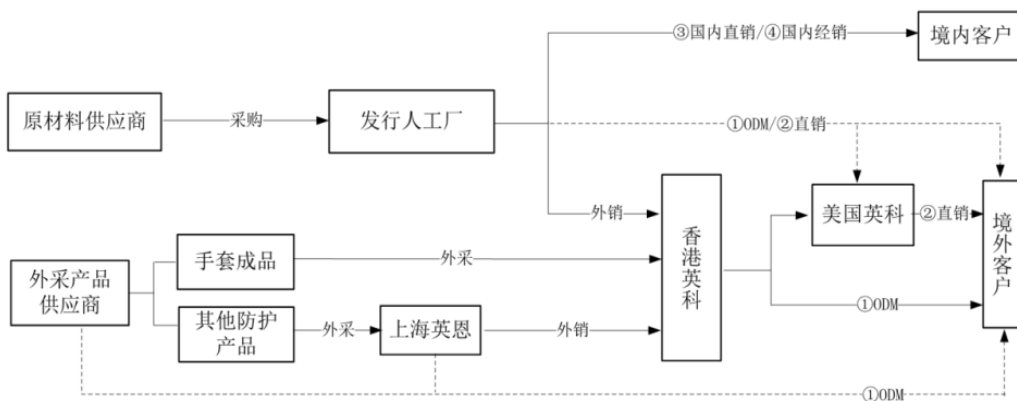 ③国内直销/④国内经销
境内客户
原材料供应商
采购
发行人工厂
①ODM/②直销
外销
香港英科
美国英科
②直销
境外客户
手套成品
外采
外采产品
供应商
①ODM
其他防护
产品
外采
上海英恩
外销
①ODM